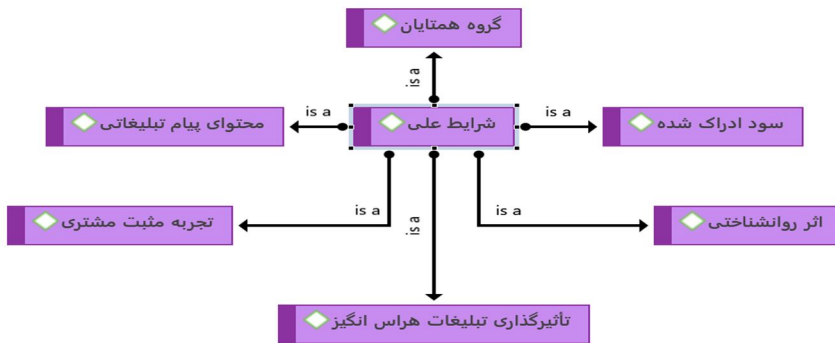 گروه همتایان
is a
محتوای پیام تبلیغاتی
is a
شرایط علی
is a
سود ادراک شده
تجربه مثبت مشتری
is a
is a
is a
اثر روانشناختی
تأثیرگذاری تبلیغات هراس انگیز